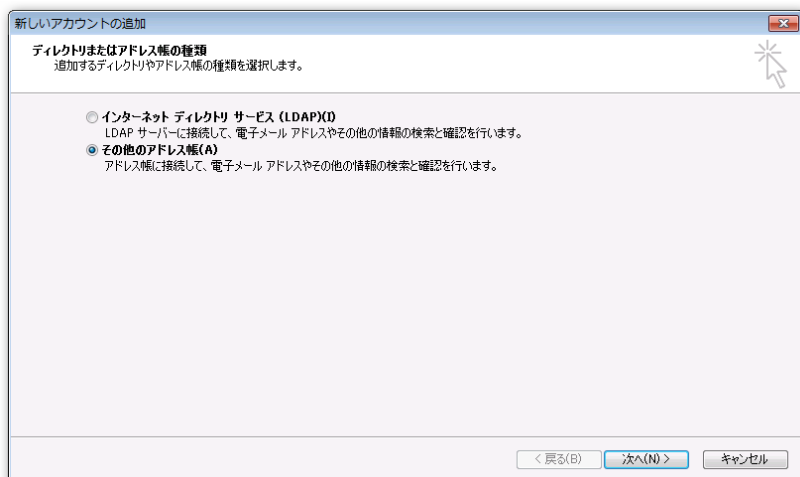 新しいアカウントの追加
ディレクトリまたはアドレス帳の種類
追加するディレクトリやアドレス帳の種類を選択します。
インターネット ディレクトリ サービス (LDAP)(I)
LDAP サーバーに接続して、電子メール アドレスやその他の情報の検索と確認を行います。
その他のアドレス帳(A)
アドレス帳に接続して、電子メール アドレスやその他の情報の検索と確認を行います。
< 戻る(B) 次へ(N) > キャンセル